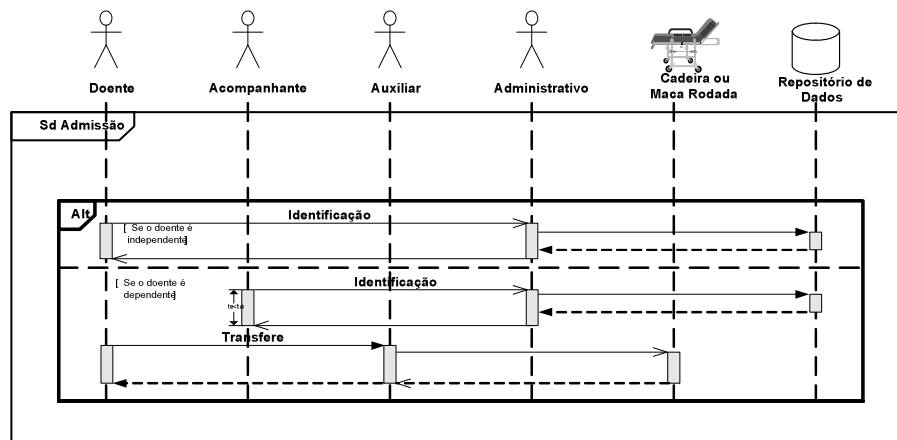 Doente
Acompanhante
Auxiliar
Administrativo
Cadeira ou
Maca Rodada
Repositório de
Dados
Sd Admissão
Alt
Identificação
[ Se o doente é
independente]
[ Se o doente é
dependente]
Identificação
Transfere